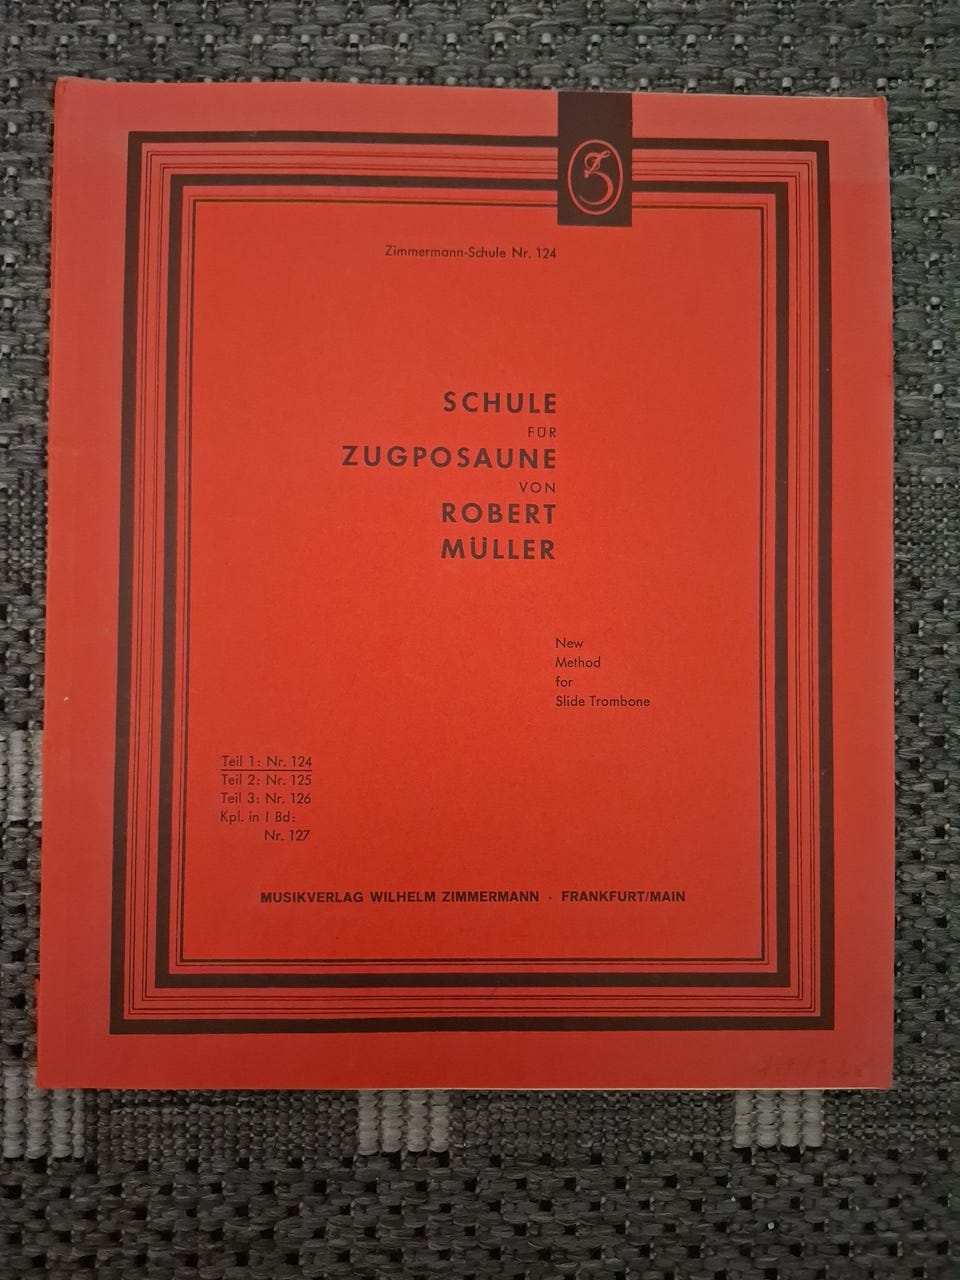 Zimmermann-Schule Nr. 124
SCHULE
FÜR
ZUGPOSAUNE
VON
ROBERT
MÜLLER
New
Method
for
Slide Trombone
Teil 1: Nr. 124
Teil 2: Nr. 125
Teil 3: Nr. 126
Kpl. in I Bd:
Nr. 127
MUSIKVERLAG WILHELM ZIMMERMANN · FRANKFURT/MAIN